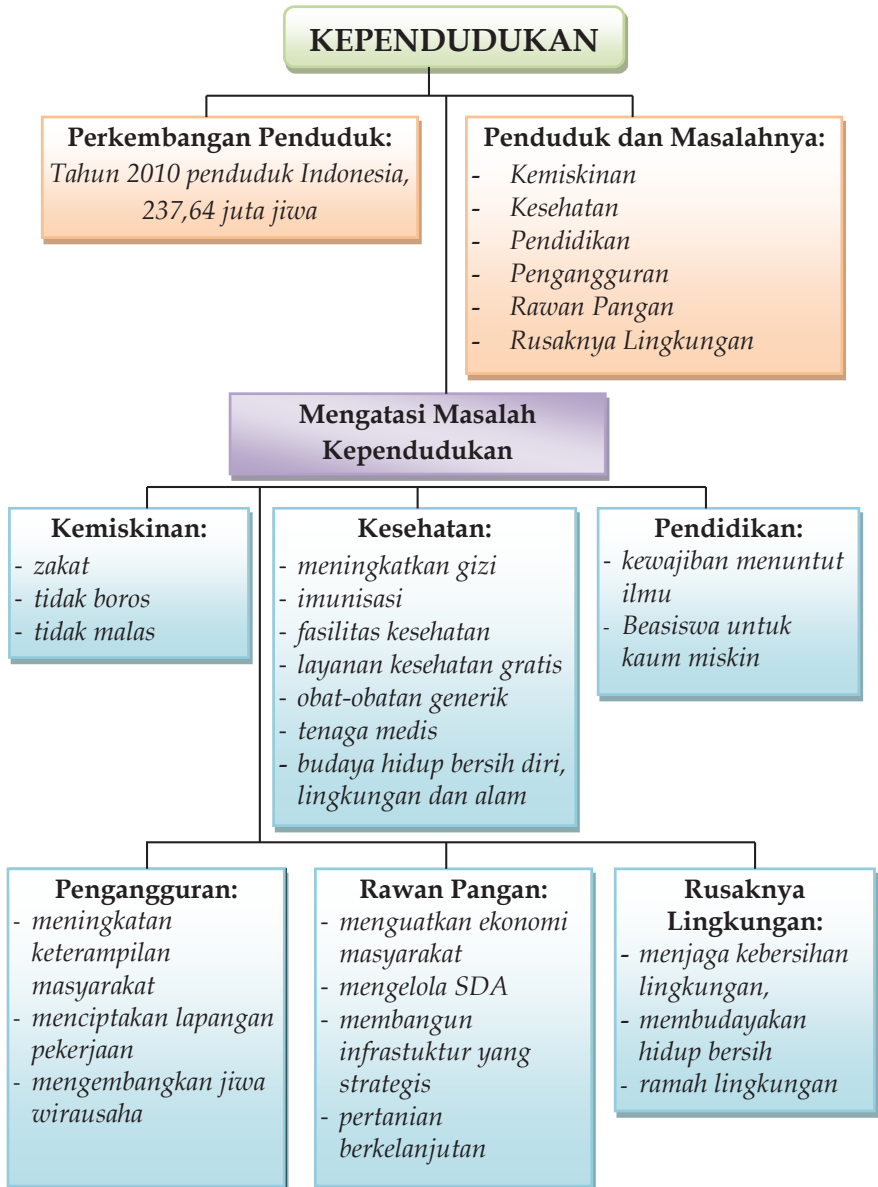 KEPENDUDUKAN
Perkembangan Penduduk:
Tahun 2010 penduduk Indonesia,
237,64 juta jiwa
Penduduk dan Masalahnya:
- Kemiskinan
- Kesehatan
- Pendidikan
- Pengangguran
- Rawan Pangan
- Rusaknya Lingkungan
Mengatasi Masalah
Kependudukan
Kemiskinan:
- zakat
- tidak boros
- tidak malas
Kesehatan:
- meningkatkan gizi
- imunisasi
- fasilitas kesehatan
- layanan kesehatan gratis
- obat-obatan generik
- tenaga medis
- budaya hidup bersih diri,
lingkungan dan alam
Pendidikan:
- kewajiban menuntut
ilmu
- Beasiswa untuk
kaum miskin
Pengangguran:
- meningkatan
keterampilan
masyarakat
- menciptakan lapangan
pekerjaan
- mengembangkan jiwa
wirausaha
Rawan Pangan:
- menguatkan ekonomi
masyarakat
- mengelola SDA
- membangun
infrastuktur yang
strategis
- pertanian
berkelanjutan
Rusaknya
Lingkungan:
- menjaga kebersihan
lingkungan,
- membudayakan
hidup bersih
- ramah lingkungan